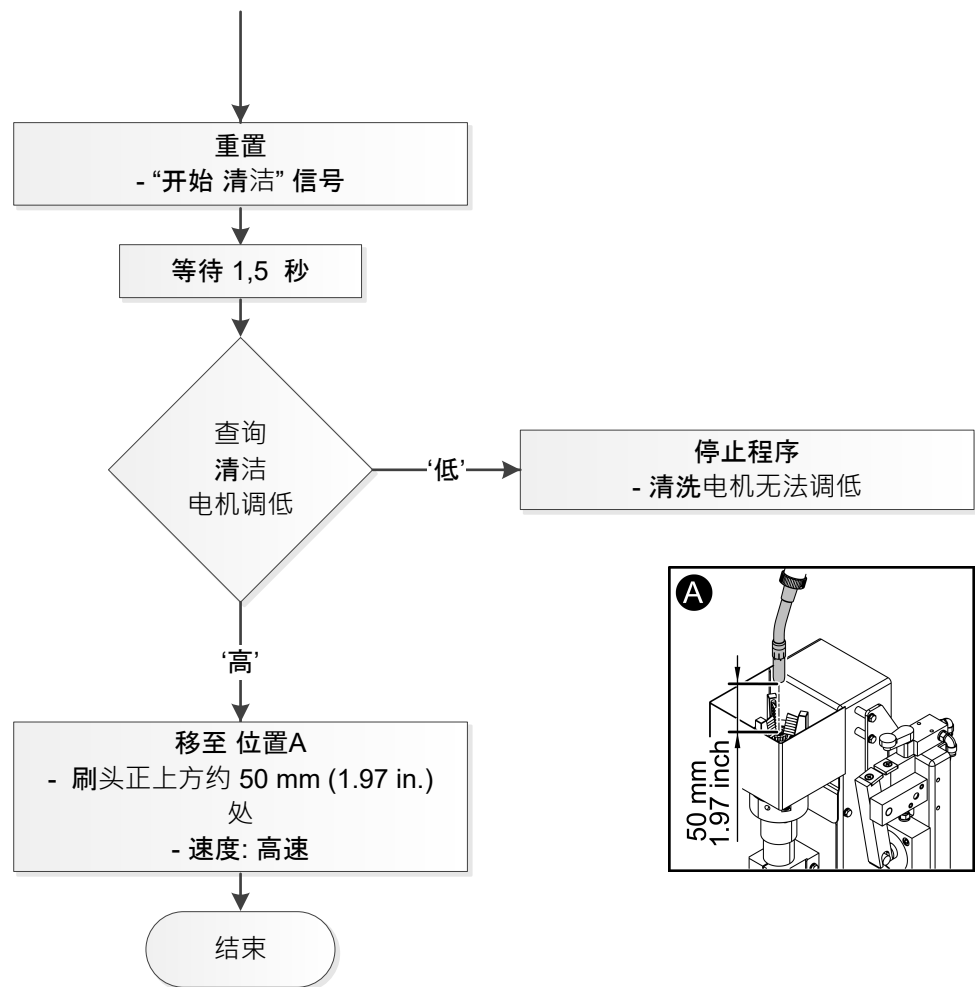 重置
- “开始 清洁” 信号
等待 1,5 秒
查询
清洁
电机调低
‘低’
停止程序
- 清洗电机无法调低
‘高’
移至 位置A
- 刷头正上方约 50 mm (1.97 in.)
处
- 速度: 高速
结束
A
50 mm
1.97 inch